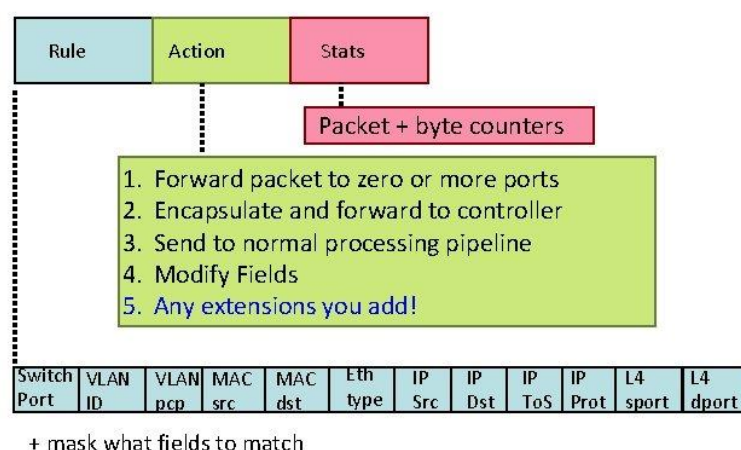 Rule Action Stats
Packet + byte counters
1. Forward packet to zero or more ports
2. Encapsulate and forward to controller
3. Send to normal processing pipeline
4. Modify Fields
5. Any extensions you add!
Switch Port
VLAN ID
VLAN pcp
MAC src
MAC dst
Eth type
IP Src
IP Dst
IP ToS
IP Prot
L4 sport
L4 dport
+ mask what fields to match